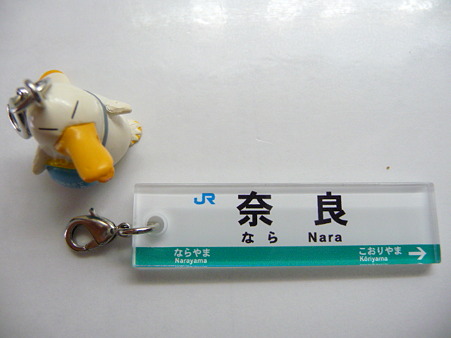 JR 奈良
なら Nara
ならやま こおりやま →
Narayama Kōriyama